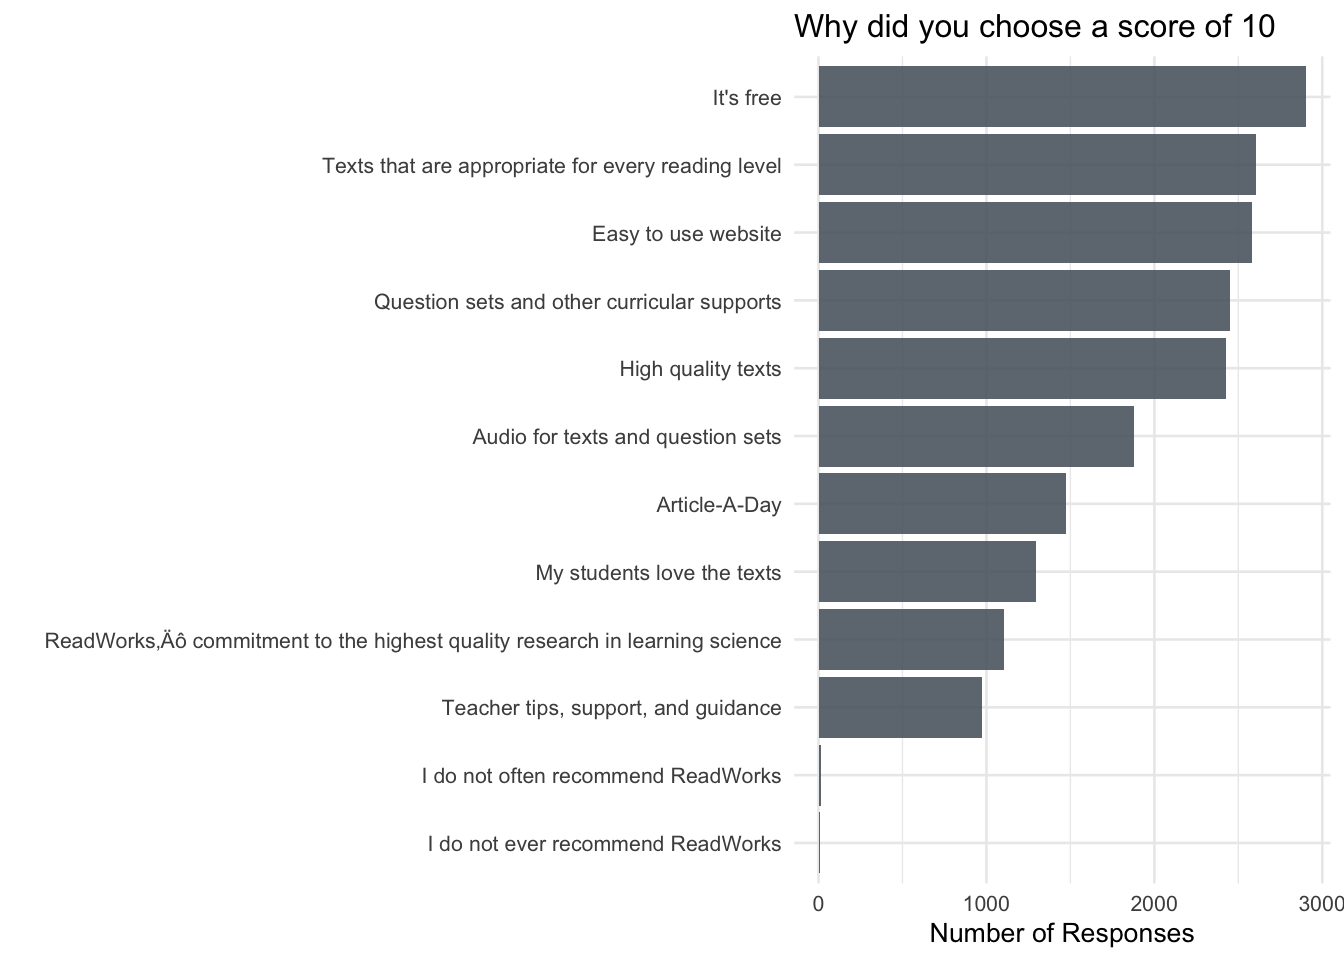 Why did you choose a score of 10
It's free
Texts that are appropriate for every reading level
Easy to use website
Question sets and other curricular supports
High quality texts
Audio for texts and question sets
Article-A-Day
My students love the texts
ReadWorks‚Äô commitment to the highest quality research in learning science
Teacher tips, support, and guidance
I do not often recommend ReadWorks
I do not ever recommend ReadWorks
0 1000 2000 3000
Number of Responses